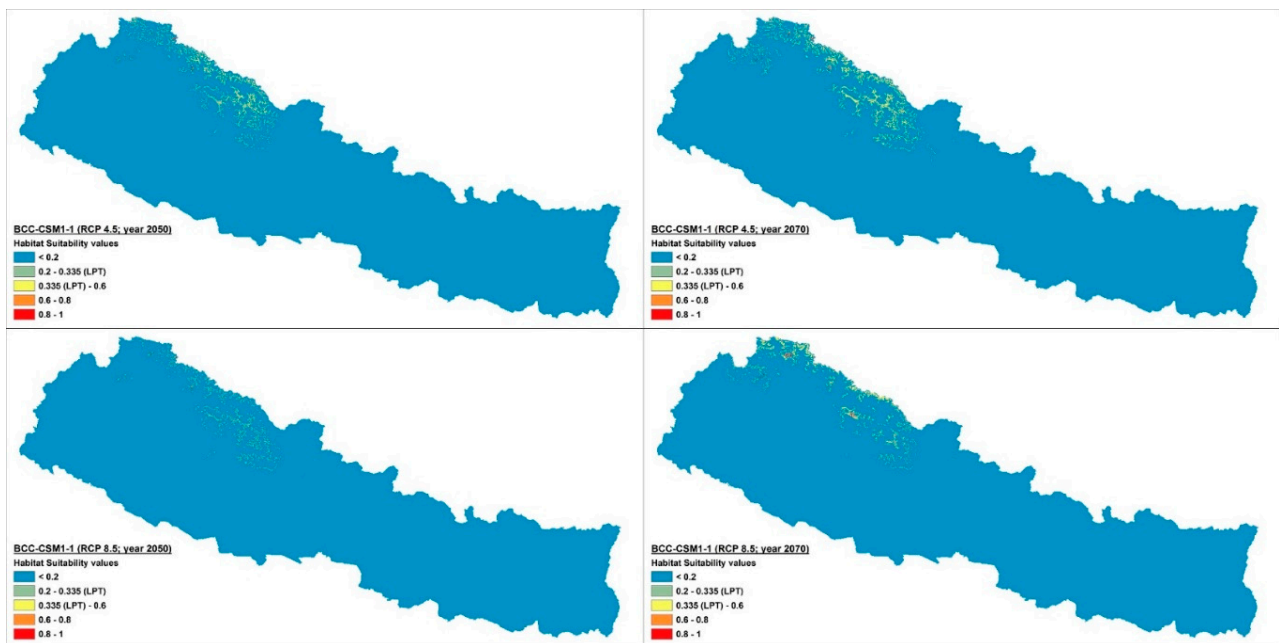 BCC-CSM1-1 (RCP 4.5; year 2050)
Habitat Suitability values
< 0.2
0.2 - 0.335 (LPT)
0.335 (LPT) - 0.6
0.6 - 0.8
0.8 - 1
BCC-CSM1-1 (RCP 4.5; year 2070)
Habitat Suitability values
< 0.2
0.2 - 0.335 (LPT)
0.335 (LPT) - 0.6
0.6 - 0.8
0.8 - 1
BCC-CSM1-1 (RCP 8.5; year 2050)
Habitat Suitability values
< 0.2
0.2 - 0.335 (LPT)
0.335 (LPT) - 0.6
0.6 - 0.8
0.8 - 1
BCC-CSM1-1 (RCP 8.5; year 2070)
Habitat Suitability values
< 0.2
0.2 - 0.335 (LPT)
0.335 (LPT) - 0.6
0.6 - 0.8
0.8 - 1